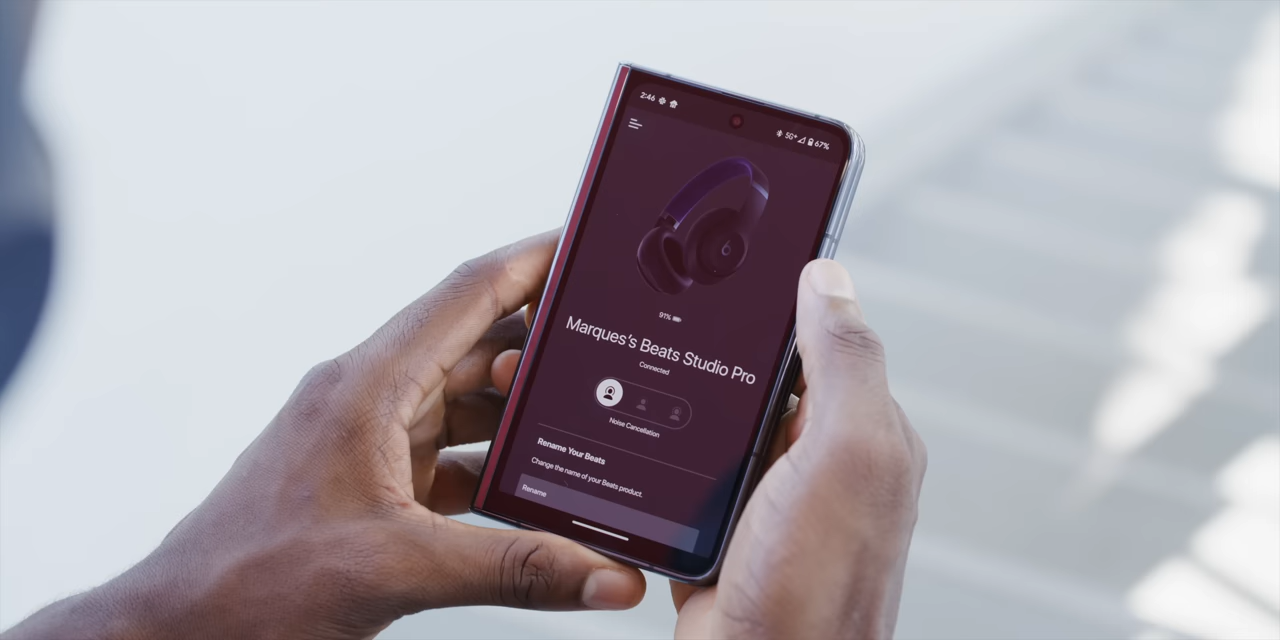 2:46
5G+ 67%
91%
Marques's Beats Studio Pro
Connected
Noise Cancellation
Rename Your Beats
Change the name of your Beats product.
Rename